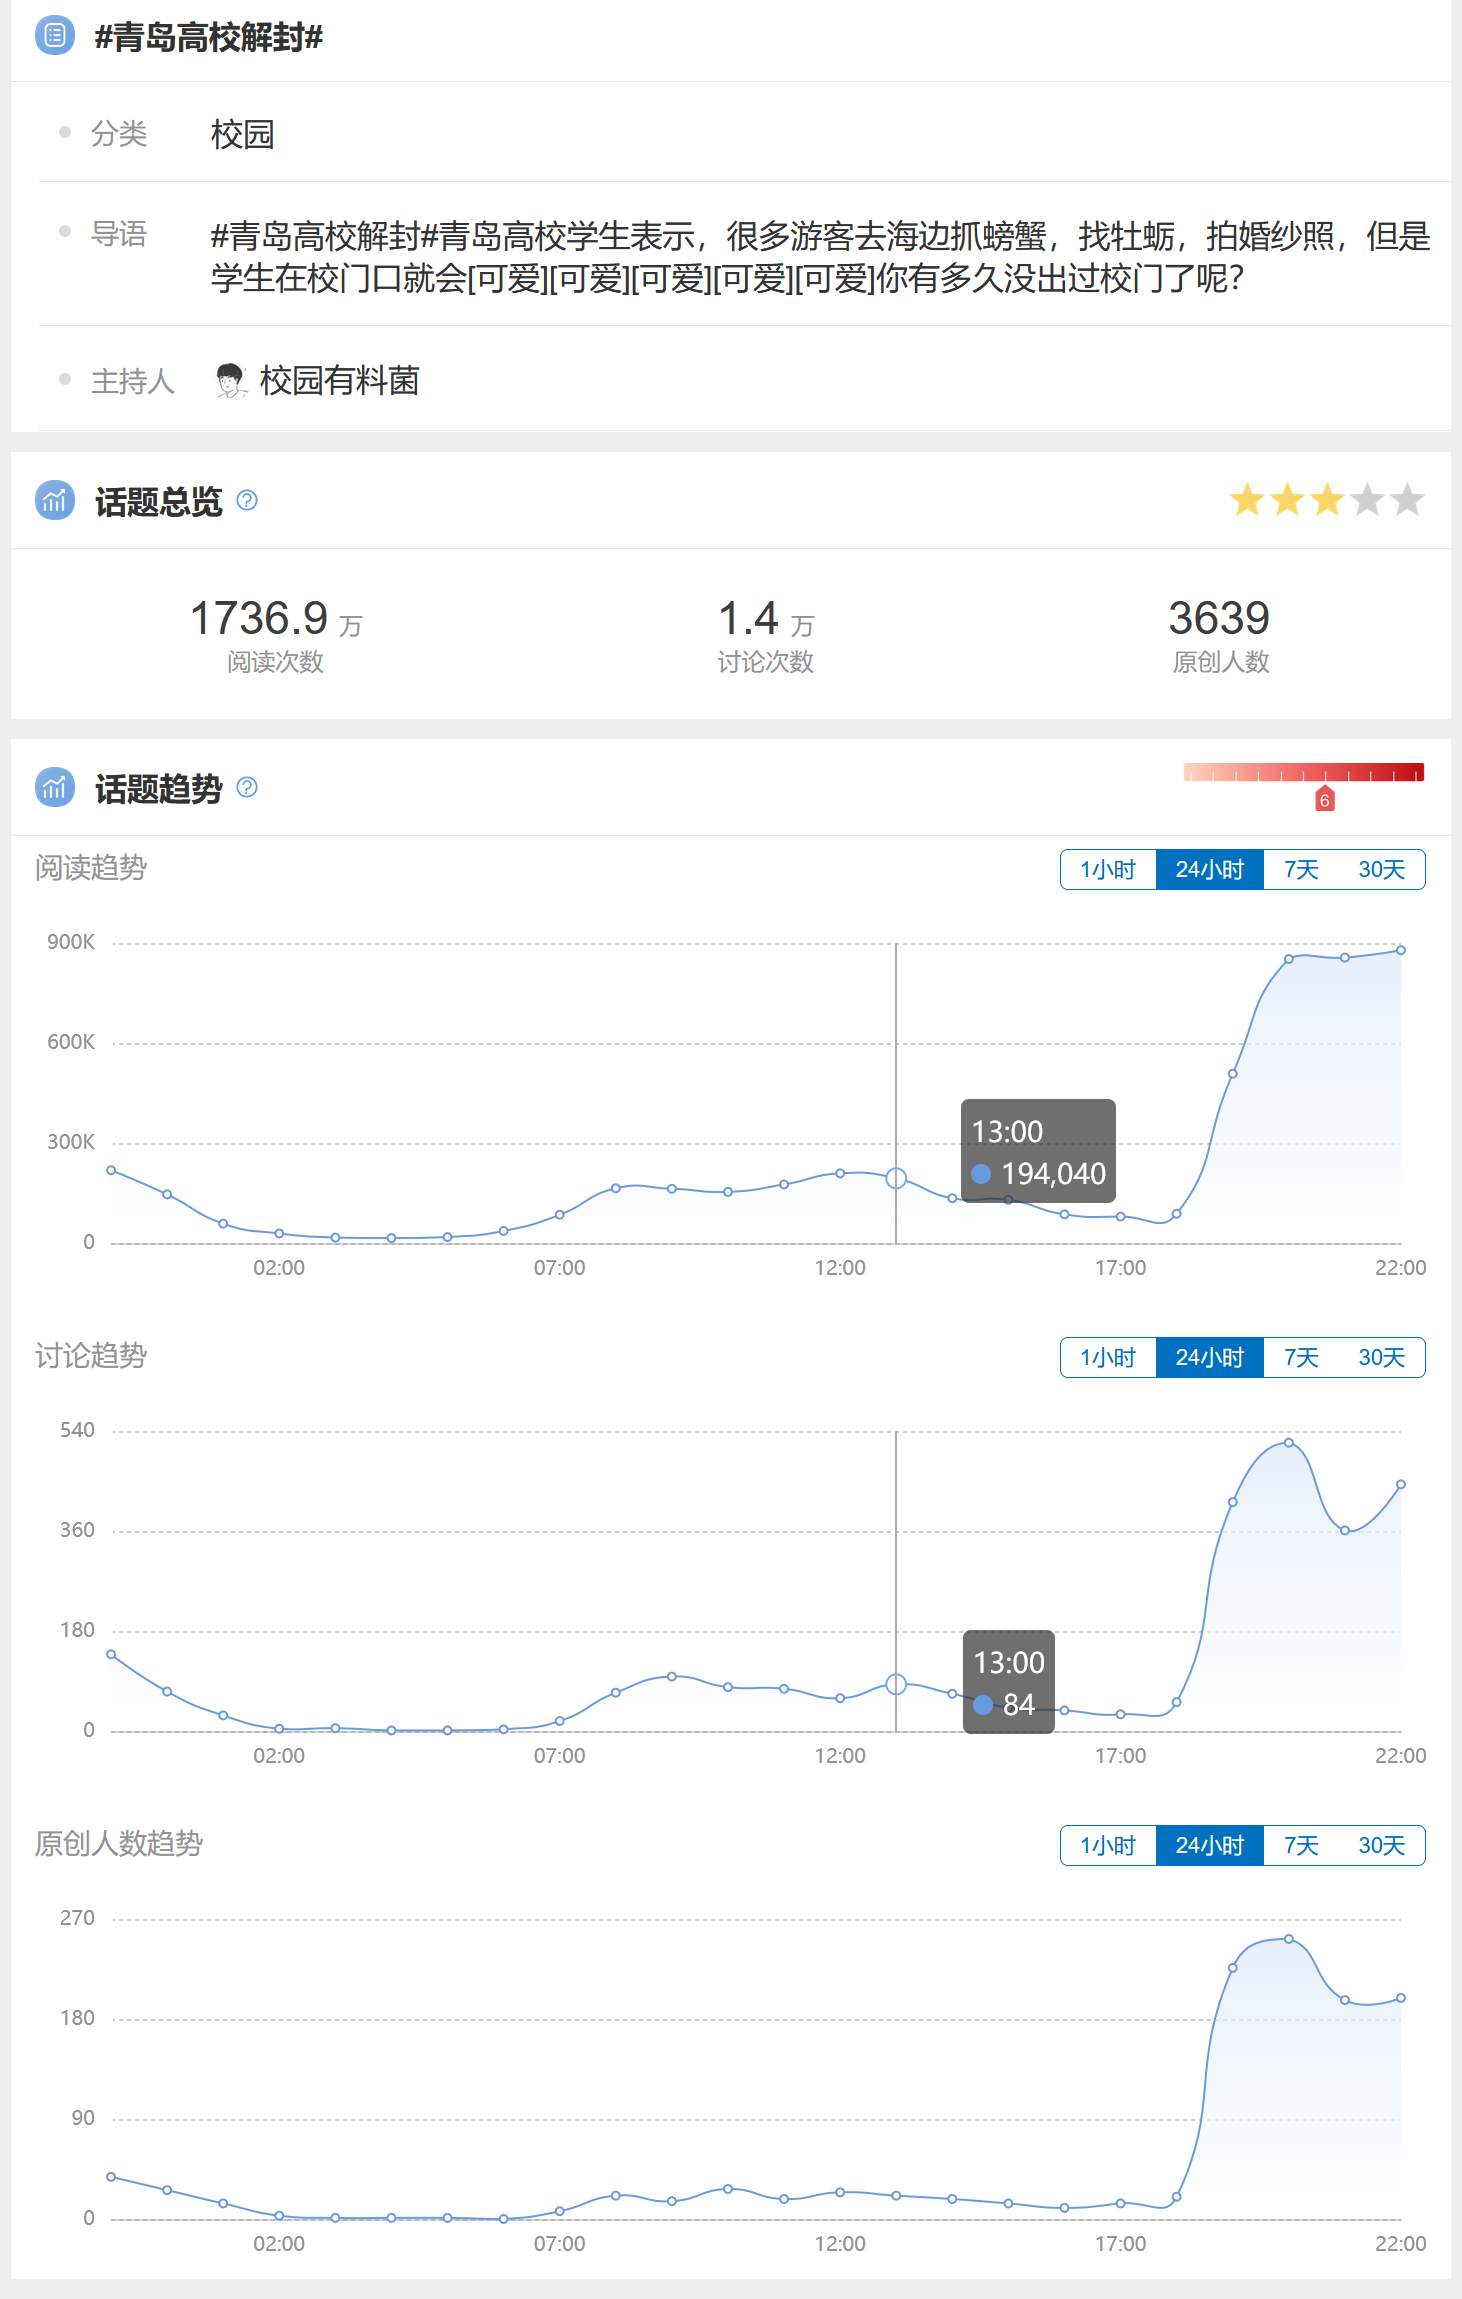 #青岛高校解封#
分类 校园
导语 #青岛高校解封#青岛高校学生表示，很多游客去海边抓螃蟹，找牡蛎，拍婚纱照，但是
学生在校门口就会[可爱][可爱][可爱][可爱][可爱]你有多久没出过校门了呢？
主持人 校园有料菌
话题总览 ?
1736.9 万 1.4 万 3639
阅读次数 讨论次数 原创人数
话题趋势 ?
6
阅读趋势 1小时 24小时 7天 30天
900K
600K
300K
0
13:00
194,040
02:00 07:00 12:00 17:00 22:00
讨论趋势 1小时 24小时 7天 30天
540
360
180
0
13:00
84
02:00 07:00 12:00 17:00 22:00
原创人数趋势 1小时 24小时 7天 30天
270
180
90
0
02:00 07:00 12:00 17:00 22:00